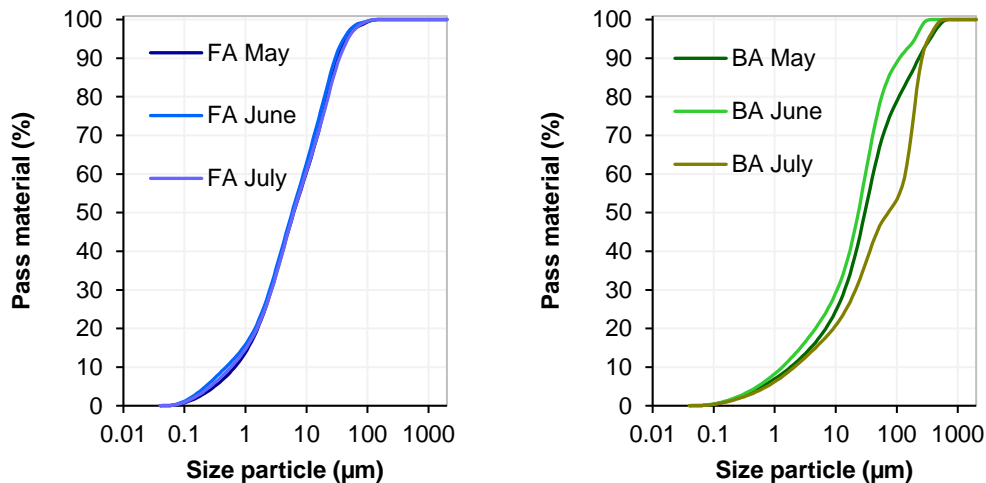 Pass material (%)
100
90
80
70
60
50
40
30
20
10
0
FA May
FA June
FA July
0.01 0.1 1 10 100 1000
Size particle (µm)
Pass material (%)
100
90
80
70
60
50
40
30
20
10
0
BA May
BA June
BA July
0.01 0.1 1 10 100 1000
Size particle (µm)